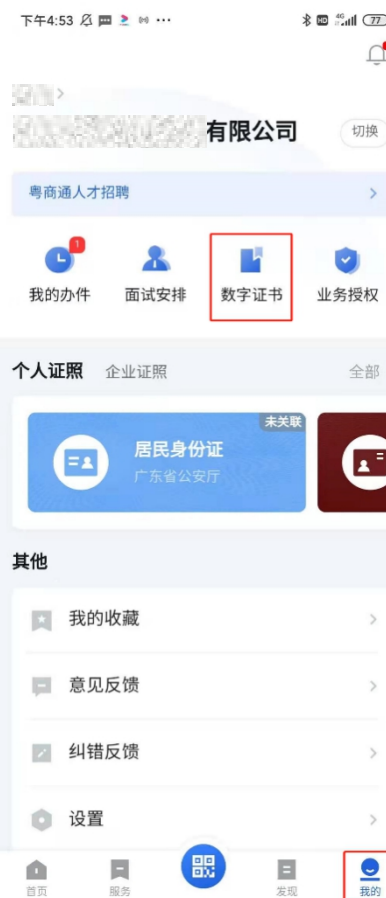 下午4:53
HD 4G 77
有限公司
切换
粤商通人才招聘
1
我的办件 面试安排 数字证书 业务授权
个人证照 企业证照 全部
未关联
居民身份证
广东省公安厅
其他
我的收藏
意见反馈
纠错反馈
设置
首页 服务 发现 我的